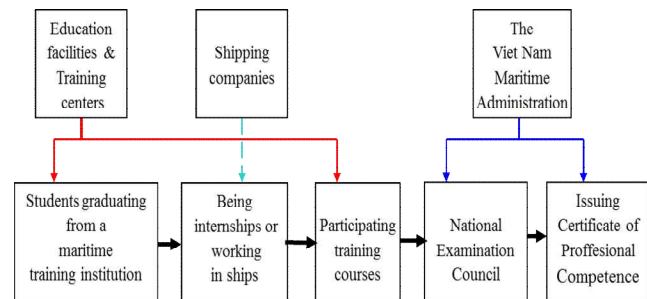 Education
facilities &
Training
centers
Shipping
companies
The
Viet Nam
Maritime
Administration
Students graduating
from a
maritime
training institution
Being
internships or
working
in ships
Participating
training
courses
National
Examination
Council
Issuing
Certificate of
Proffesional
Competence